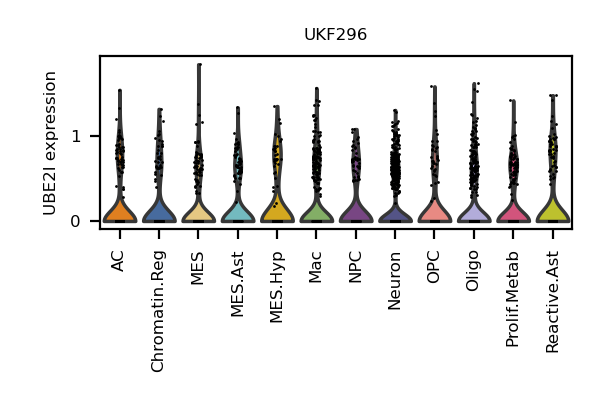 UKF296
UBE2I expression
1
0
AC
Chromatin.Reg
MES
MES.Ast
MES.Hyp
Mac
NPC
Neuron
OPC
Oligo
Prolif.Metab
Reactive.Ast